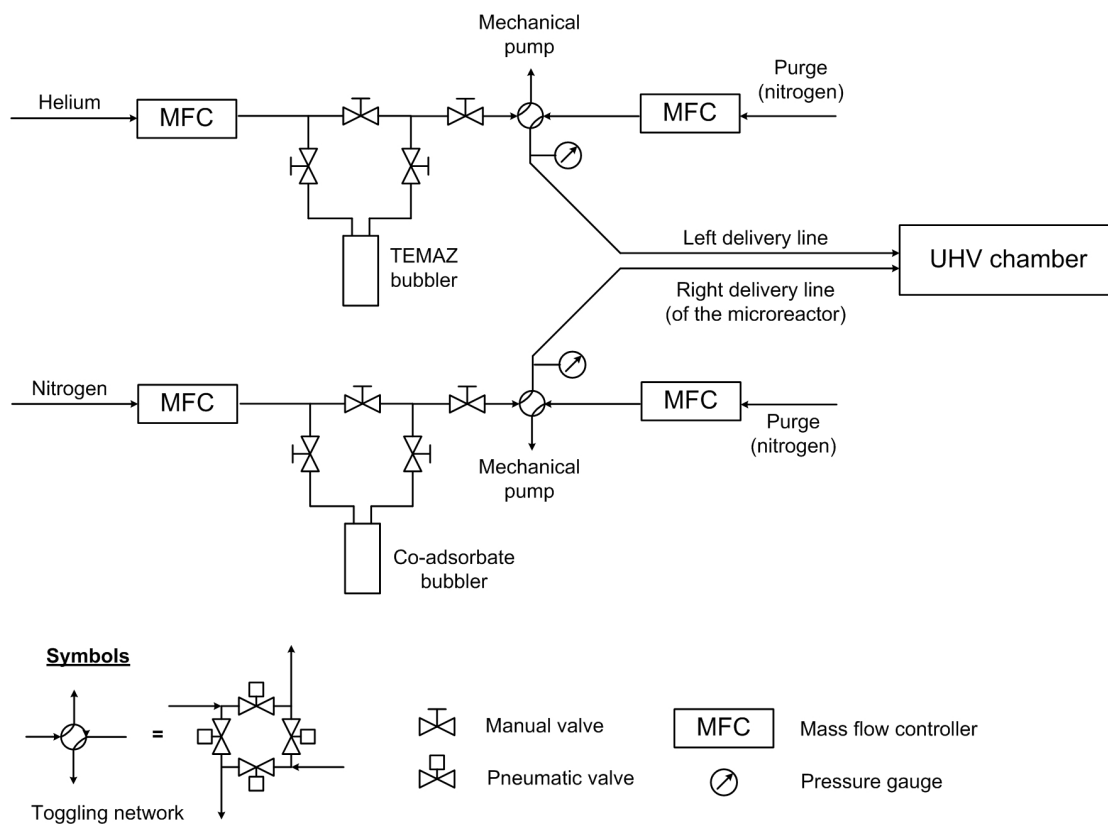 Mechanical
pump
Purge
(nitrogen)
Helium
MFC
MFC
TEMAZ
bubbler
Left delivery line
UHV chamber
Right delivery line
(of the microreactor)
Nitrogen
MFC
MFC
Purge
(nitrogen)
Mechanical
pump
Co-adsorbate
bubbler
Symbols
=
Toggling network
Manual valve
Pneumatic valve
MFC
Mass flow controller
Pressure gauge